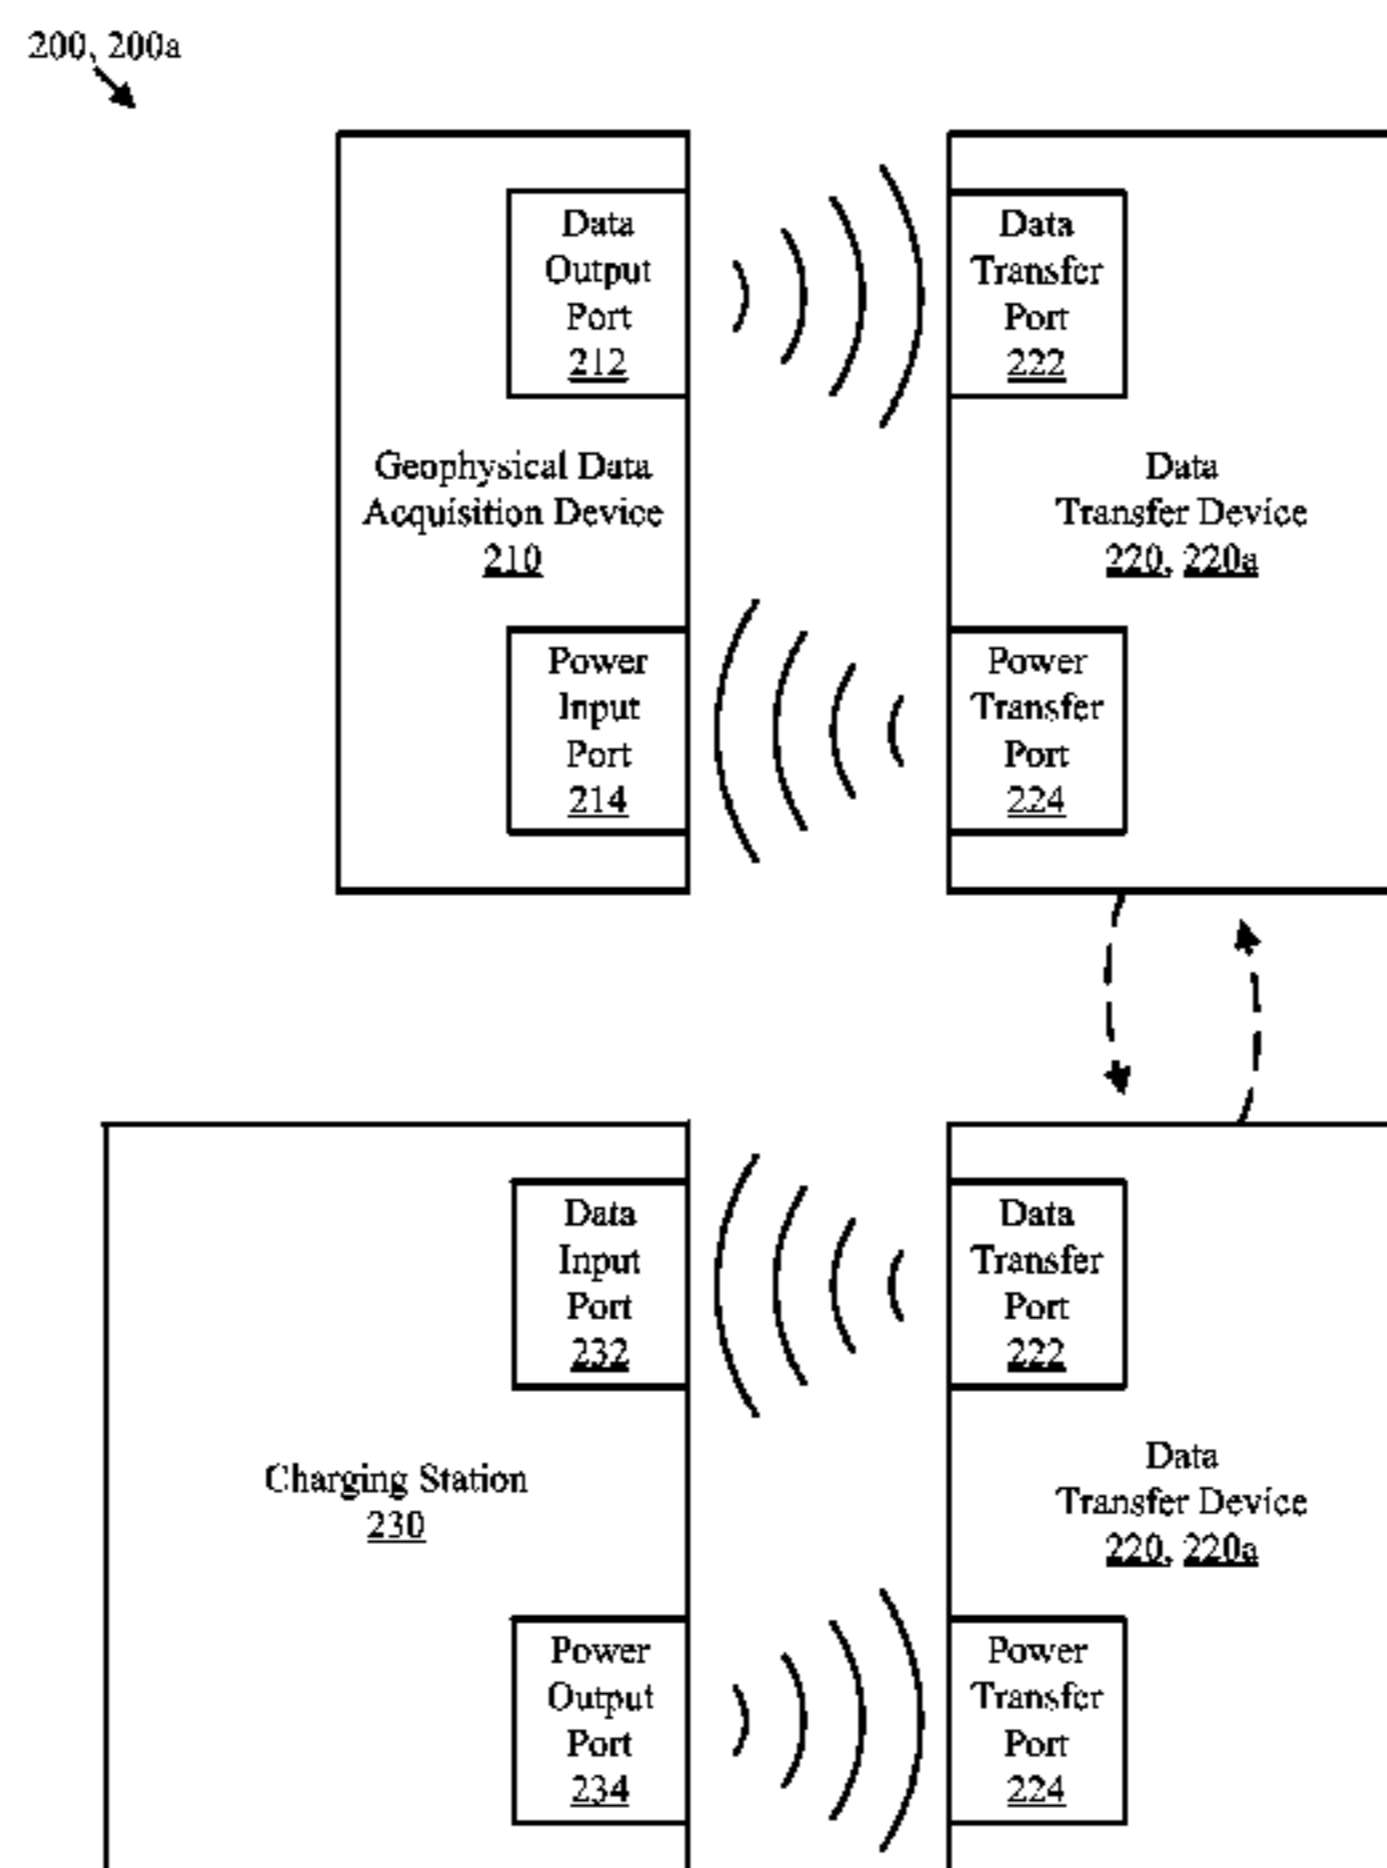 200, 200a
Data
Output
Port
212
Data
Transfer
Port
222
Geophysical Data
Acquisition Device
210
Data
Transfer Device
220, 220a
Power
Input
Port
214
Power
Transfer
Port
224
Data
Input
Port
232
Data
Transfer
Port
222
Charging Station
230
Data
Transfer Device
220, 220a
Power
Output
Port
234
Power
Transfer
Port
224